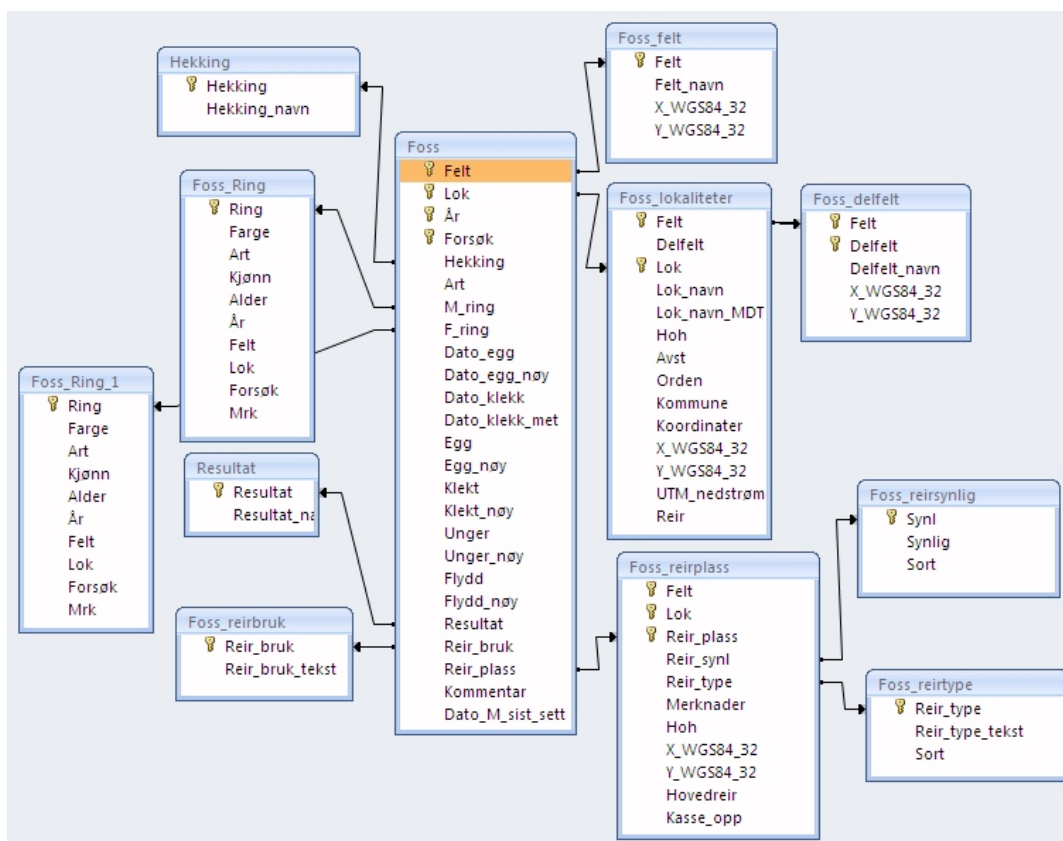 Hekking
Hekking
Hekking_navn
Foss_felt
Felt
Felt_navn
X_WGS84_32
Y_WGS84_32
Foss
Felt
Lok
År
Forsøk
Hekking
Art
M_ring
F_ring
Dato_egg
Dato_egg_nøy
Dato_klekk
Dato_klekk_met
Egg
Egg_nøy
Klekt
Klekt_nøy
Unger
Unger_nøy
Flydd
Flydd_nøy
Resultat
Reir_bruk
Reir_plass
Kommentar
Dato_M_sist_sett
Foss_Ring
Ring
Farge
Art
Kjønn
Alder
År
Felt
Lok
Forsøk
Mrk
Foss_lokaliteter
Felt
Delfelt
Lok
Lok_navn
Lok_navn_MDT
Hoh
Avst
Orden
Kommune
Koordinater
X_WGS84_32
Y_WGS84_32
UTM_nedstrøm
Reir
Foss_delfelt
Felt
Delfelt
Delfelt_navn
X_WGS84_32
Y_WGS84_32
Foss_Ring_1
Ring
Farge
Art
Kjønn
Alder
År
Felt
Lok
Forsøk
Mrk
Resultat
Resultat
Resultat_na
Foss_reirbruk
Reir_bruk
Reir_bruk_tekst
Foss_reirplass
Felt
Lok
Reir_plass
Reir_synl
Reir_type
Merknader
Hoh
X_WGS84_32
Y_WGS84_32
Hovedreir
Kasse_opp
Foss_reirsynlig
Synl
Synlig
Sort
Foss_reirtype
Reir_type
Reir_type_tekst
Sort